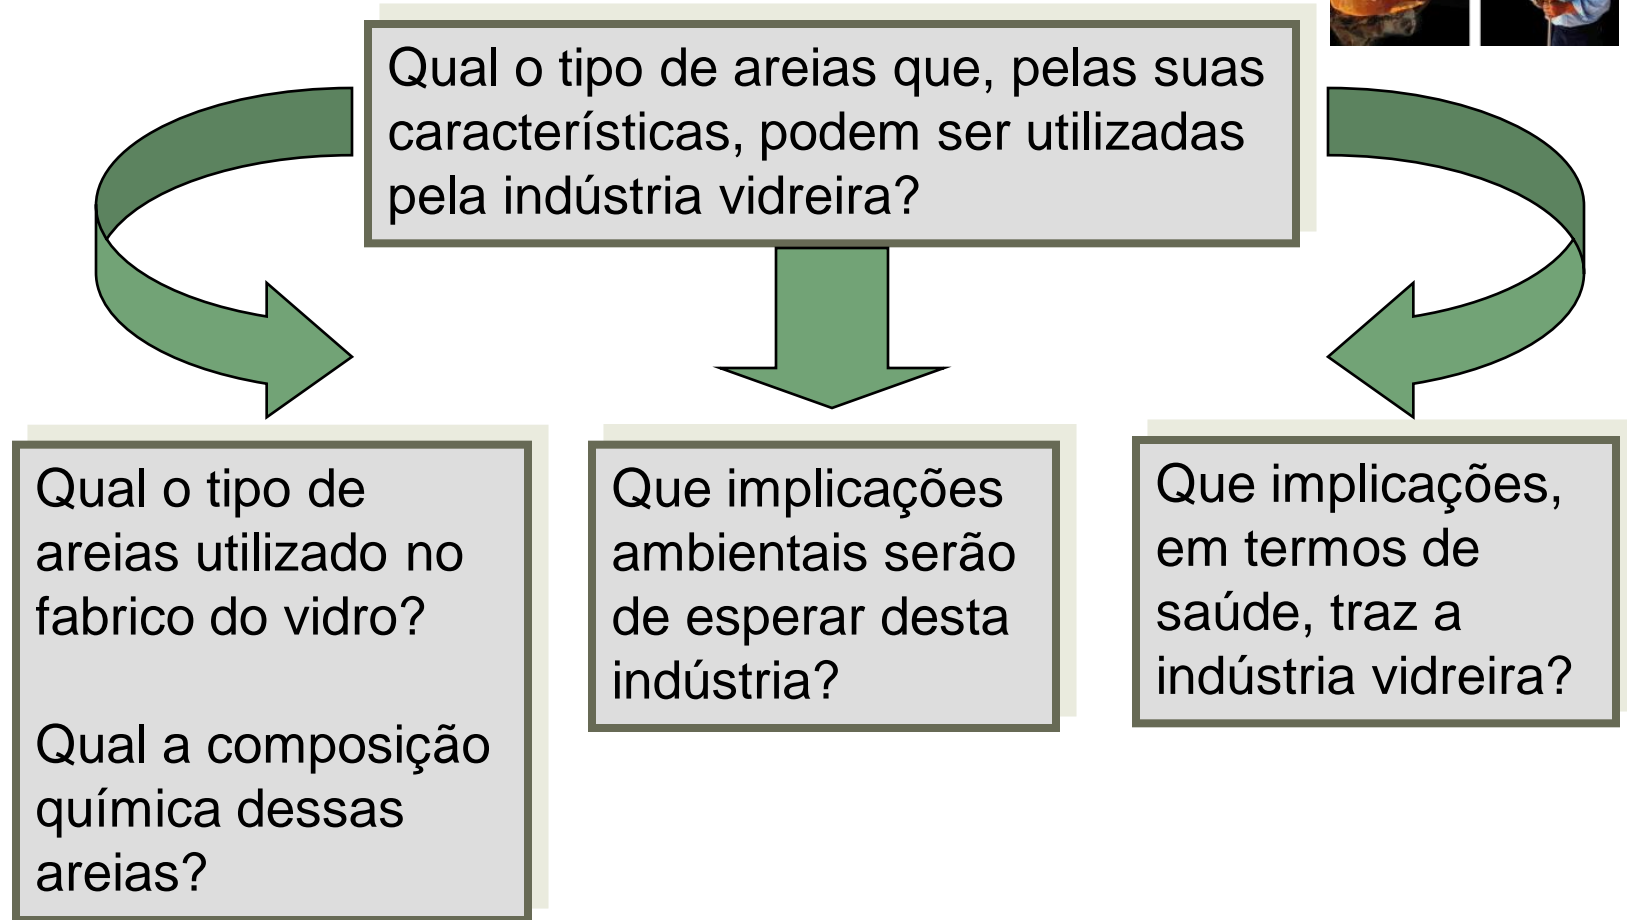 Qual o tipo de areias que, pelas suas
características, podem ser utilizadas
pela indústria vidreira?
Qual o tipo de
areias utilizado no
fabrico do vidro?
Qual a composição
química dessas
areias?
Que implicações
ambientais serão
de esperar desta
indústria?
Que implicações,
em termos de
saúde, traz a
indústria vidreira?